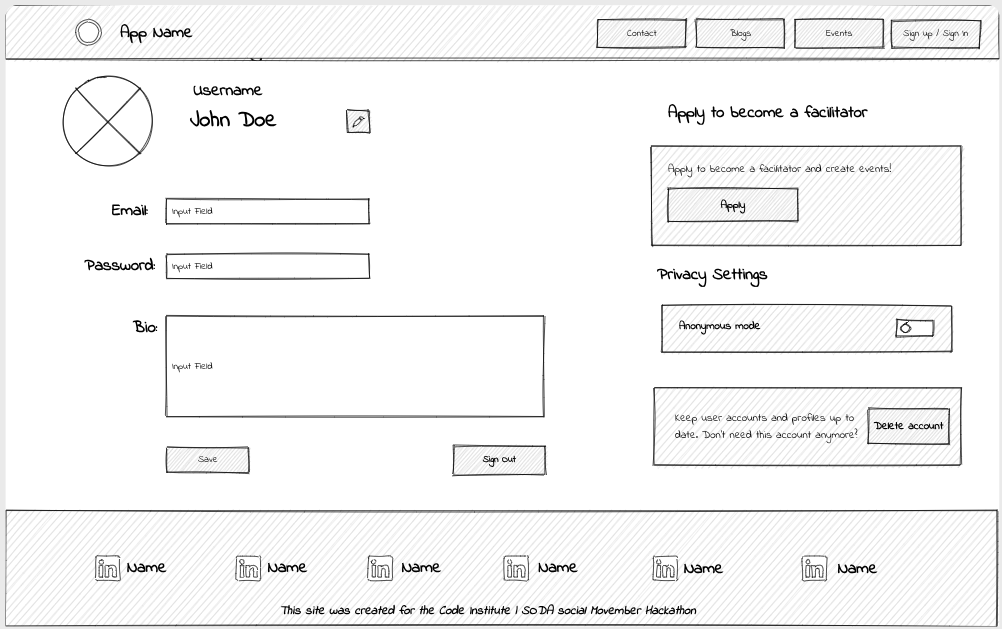 App Name
Contact
Blogs
Events
Sign up / Sign in
Username
John Doe
Email:
Input Field
Password:
Input Field
Bio:
Input Field
Save
Sign out
Apply to become a facilitator
Apply to become a facilitator and create events!
Apply
Privacy Settings
Anonymous mode
Keep user accounts and profiles up to
date. Don't need this account anymore?
Delete account
in Name
in Name
in Name
in Name
in Name
in Name
This site was created for the Code Institute | SODA social Movember Hackathon